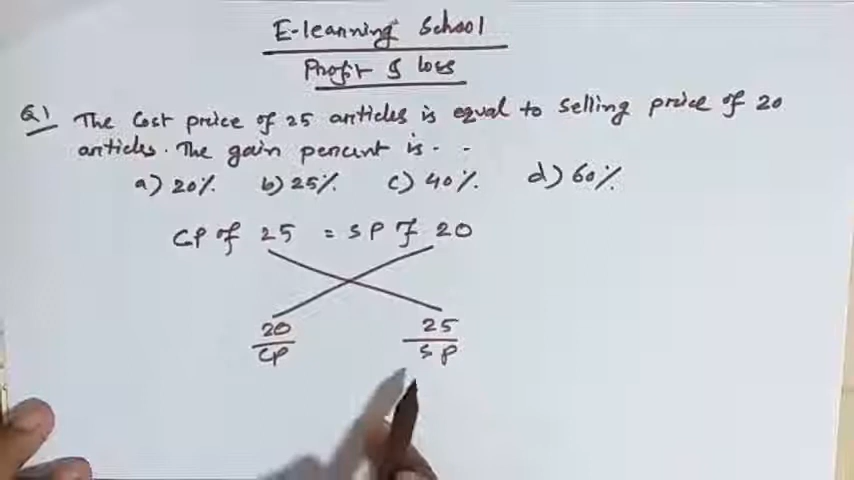 E-learning School
Profit & loss
Q1 The Cost price of 25 articles is equal to selling price of 20
articles. The gain percent is. -
a) 20% b) 25% c) 40% d) 60%
CP of 25 = SP of 20
20 25
CP SP